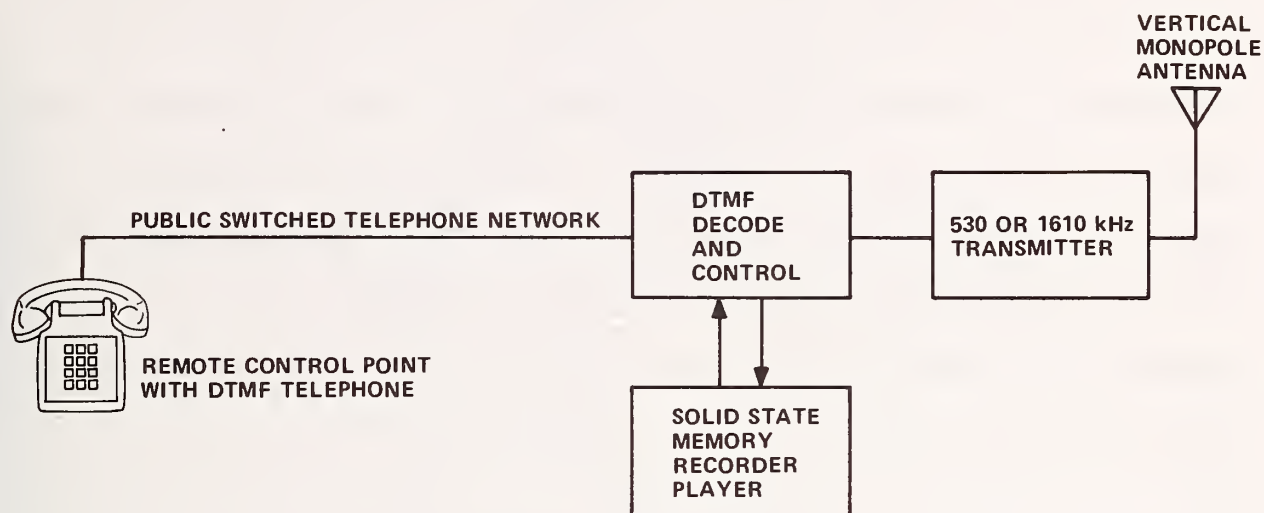 VERTICAL
MONOPOLE
ANTENNA
PUBLIC SWITCHED TELEPHONE NETWORK
DTMF
DECODE
AND
CONTROL
530 OR 1610 kHz
TRANSMITTER
REMOTE CONTROL POINT
WITH DTMF TELEPHONE
SOLID STATE
MEMORY
RECORDER
PLAYER